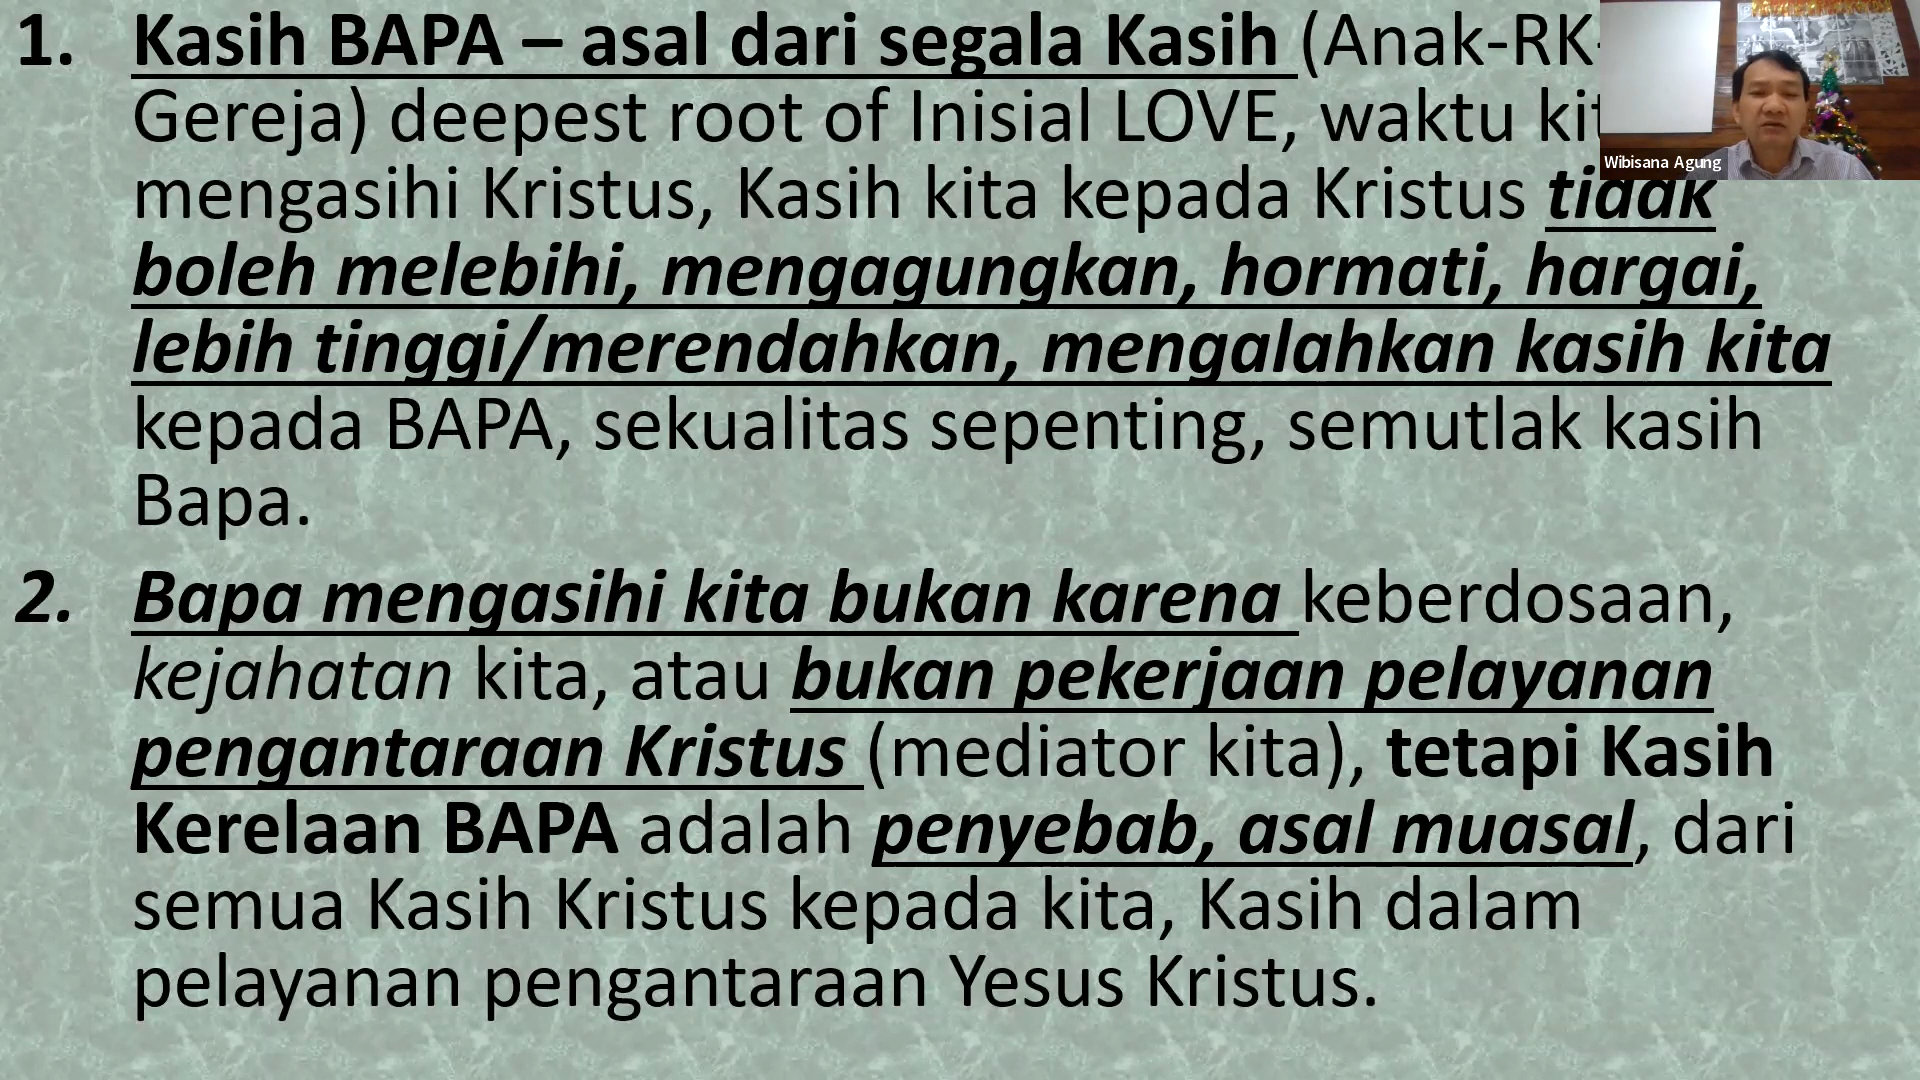 1. Kasih BAPA – asal dari segala Kasih (Anak-RK-
Gereja) deepest root of Inisial LOVE, waktu
mengasihi Kristus, Kasih kita kepada Kristus tidak
boleh melebihi, mengagungkan, hormati, hargai,
lebih tinggi/merendahkan, mengalahkan kasih kita
kepada BAPA, sekualitas sepenting, semutlak kasih
Bapa.
2. Bapa mengasihi kita bukan karena keberdosaan,
kejahatan kita, atau bukan pekerjaan pelayanan
pengantaraan Kristus (mediator kita), tetapi Kasih
Kerelaan BAPA adalah penyebab, asal muasal, dari
semua Kasih Kristus kepada kita, Kasih dalam
pelayanan pengantaraan Yesus Kristus.
Wibisana Agung